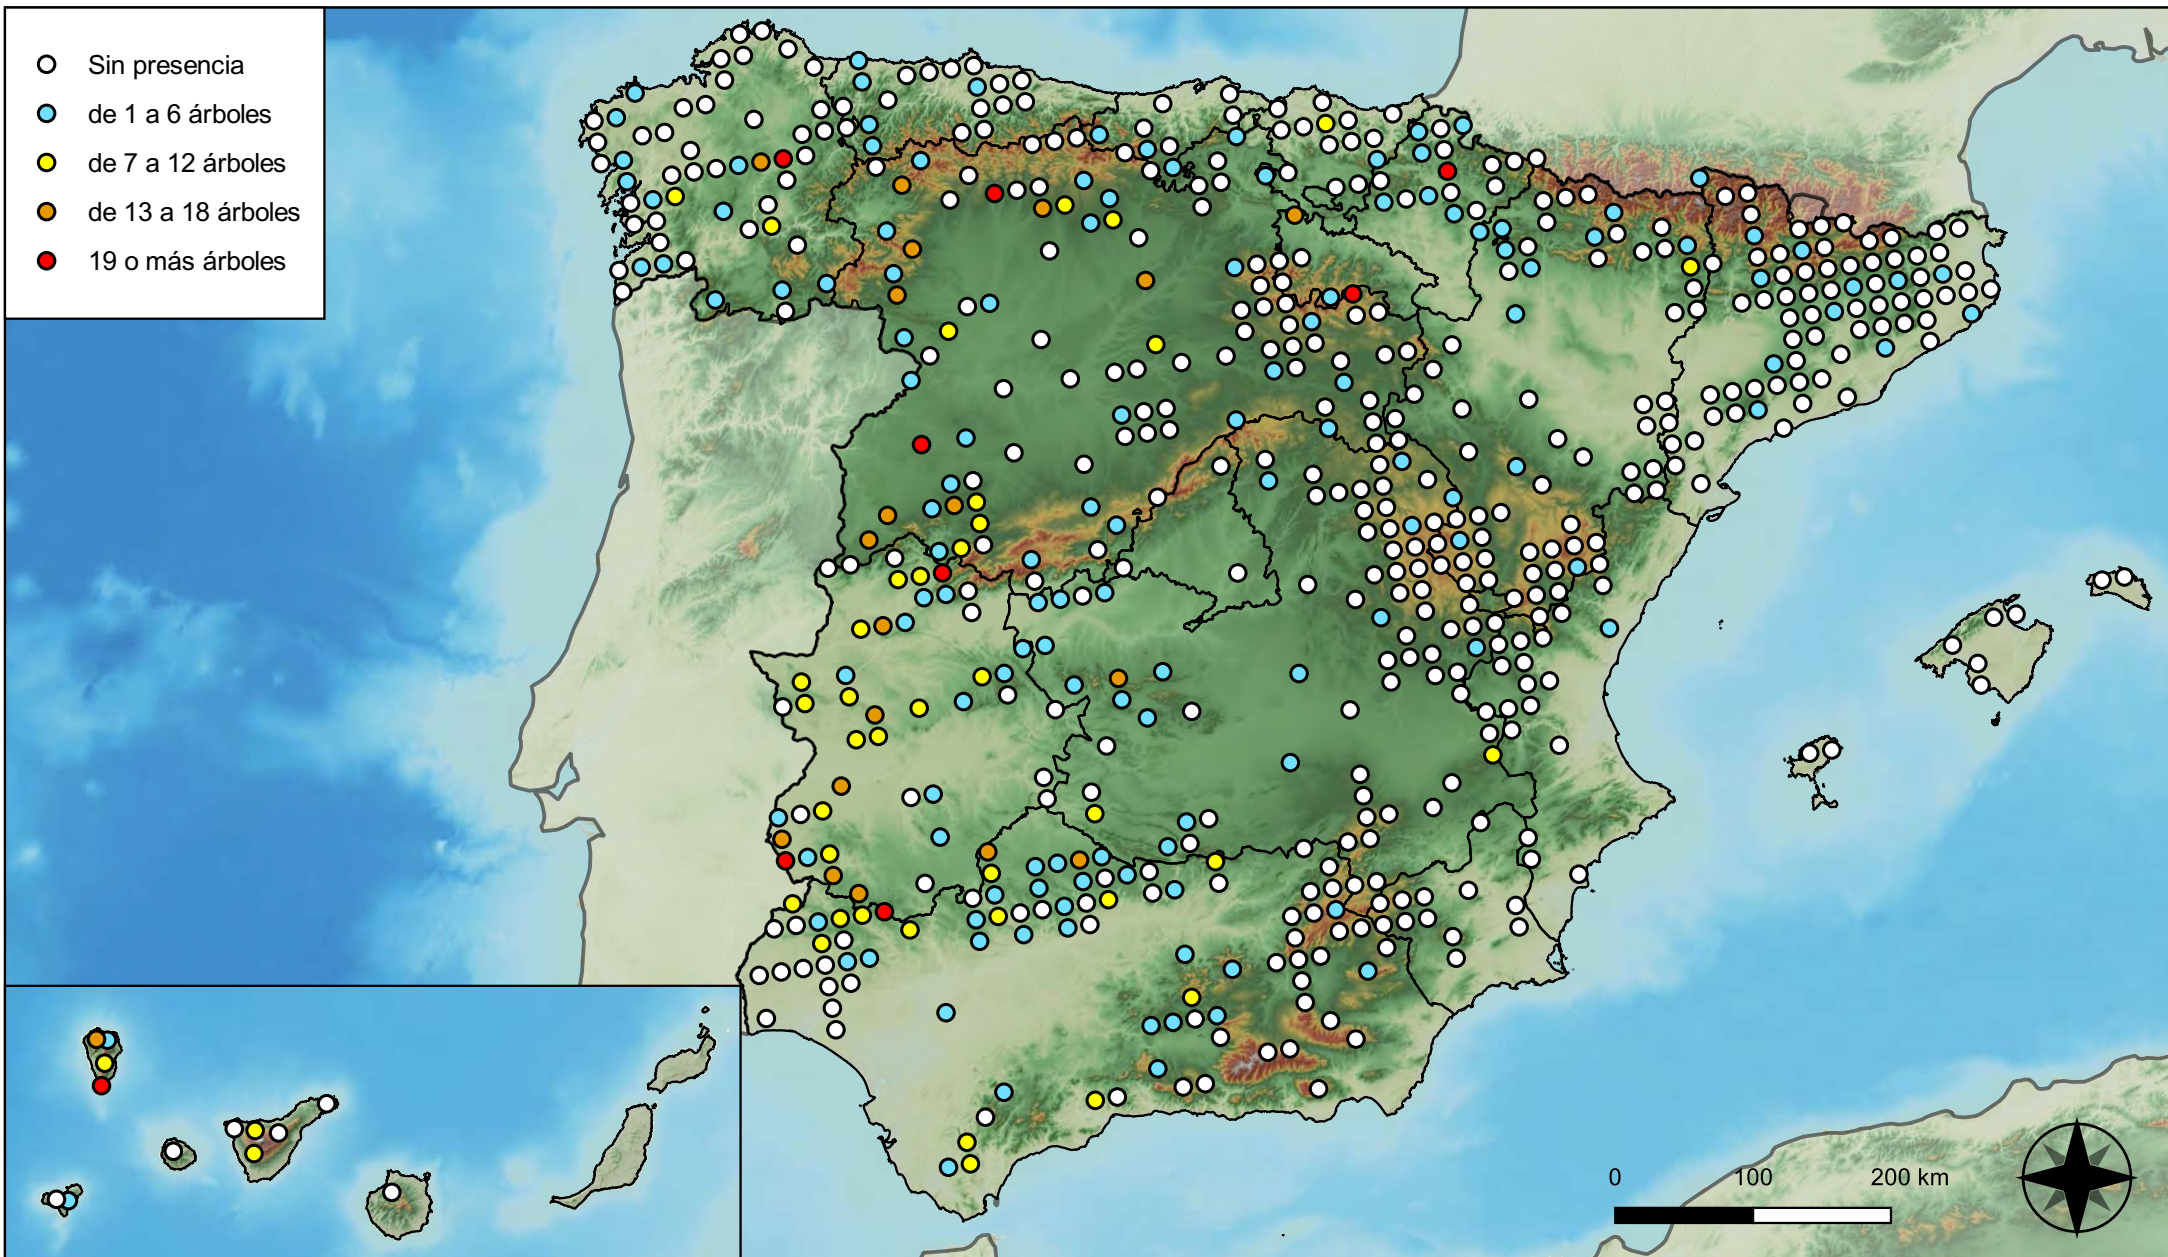 Sin presencia
de 1 a 6 árboles
de 7 a 12 árboles
de 13 a 18 árboles
19 o más árboles
0 100 200 km